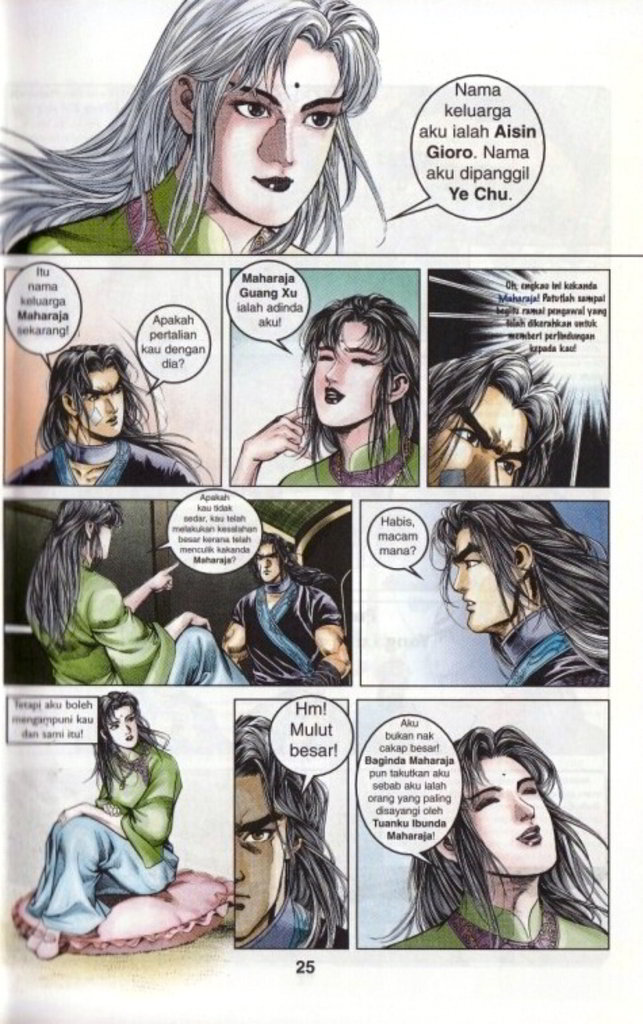 Nama
keluarga
aku ialah Aisin
Gioro. Nama
aku dipanggil
Ye Chu.
Itu
nama
keluarga
Maharaja
sekarang!
Apakah
pertalian
kau dengan
dia?
Maharaja
Guang Xu
ialah adinda
aku!
Oh, engkau ini kekanda
Maharaja! Patutlah sampai
begitu ramai pengawal yang
telah dikerahkan untuk
memberi perlindungan
kepada kau!
Apakah
kau tidak
sedar, kau telah
melakukan kesalahan
besar kerana telah
menculik kakanda
Maharaja?
Habis,
macam
mana?
Tetapi aku boleh
mengampuni kau
dan sami itu!
Hm!
Mulut
besar!
Aku
bukan nak
cakap besar!
Baginda Maharaja
pun takutkan aku
sebab aku ialah
orang yang paling
disayangi oleh
Tuanku Ibunda
Maharaja!
25